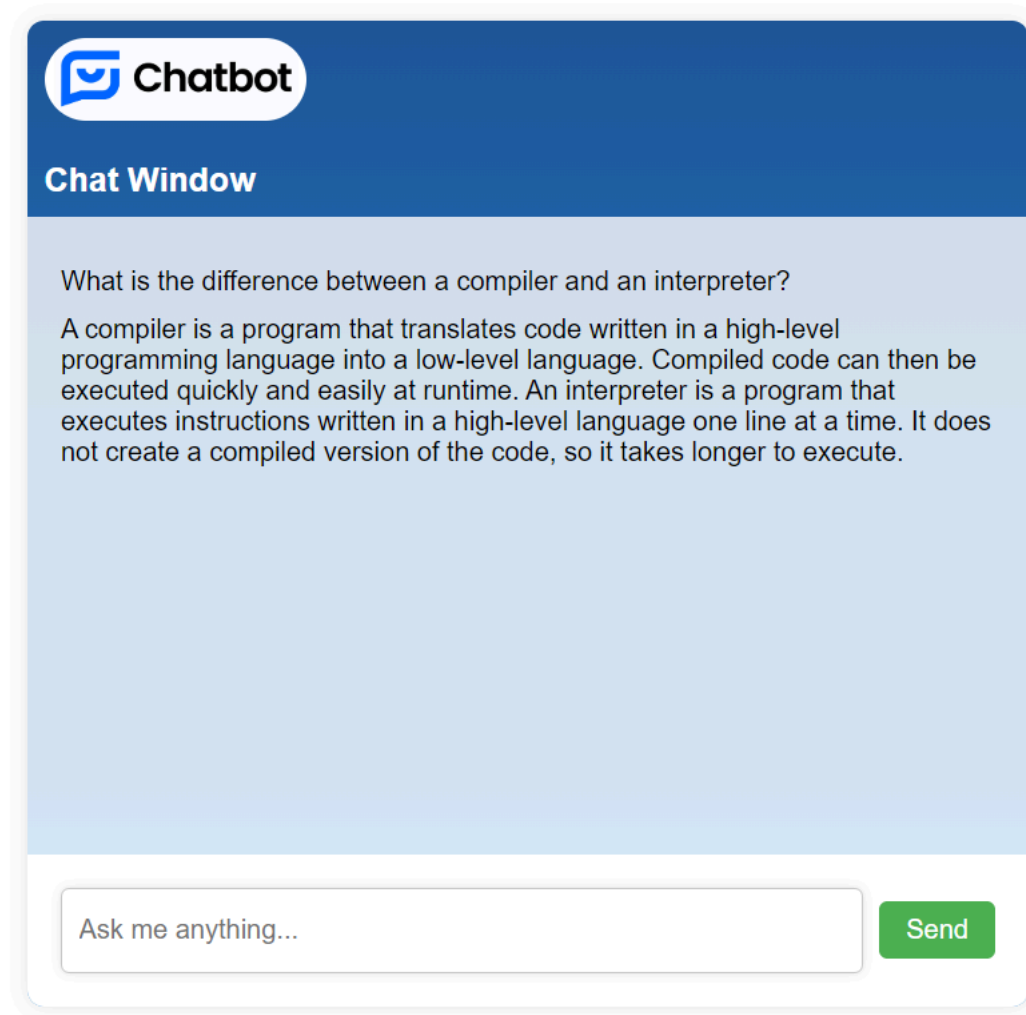 Chatbot
Chat Window
What is the difference between a compiler and an interpreter?
A compiler is a program that translates code written in a high-level
programming language into a low-level language. Compiled code can then be
executed quickly and easily at runtime. An interpreter is a program that
executes instructions written in a high-level language one line at a time. It does
not create a compiled version of the code, so it takes longer to execute.
Ask me anything...
Send